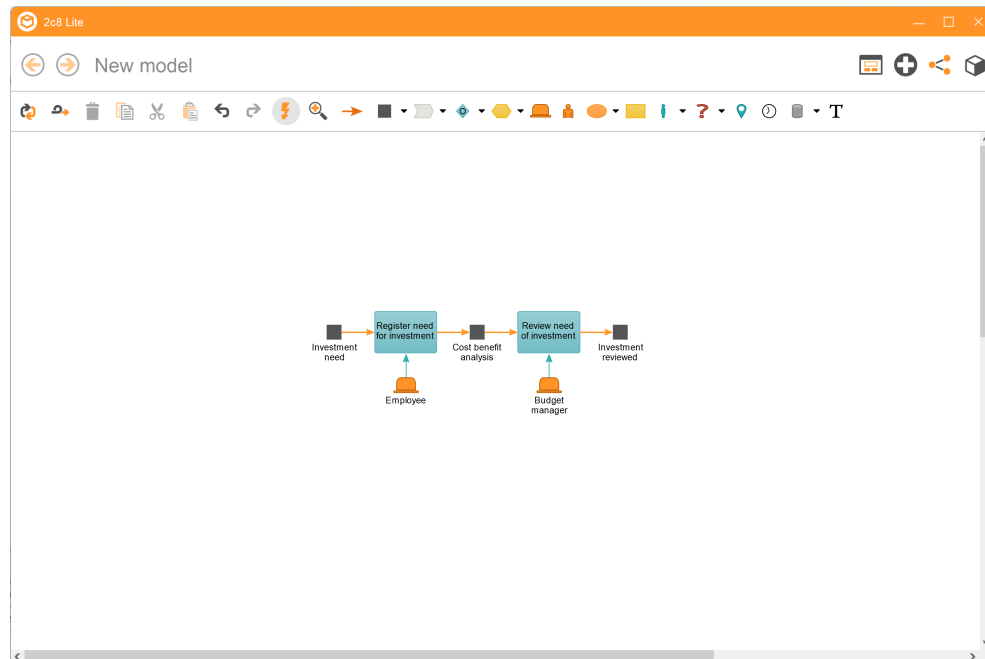 2c8 Lite
New model
T
Register need
for investment
Review need
of investment
Investment
need
Cost benefit
analysis
Investment
reviewed
Employee
Budget
manager